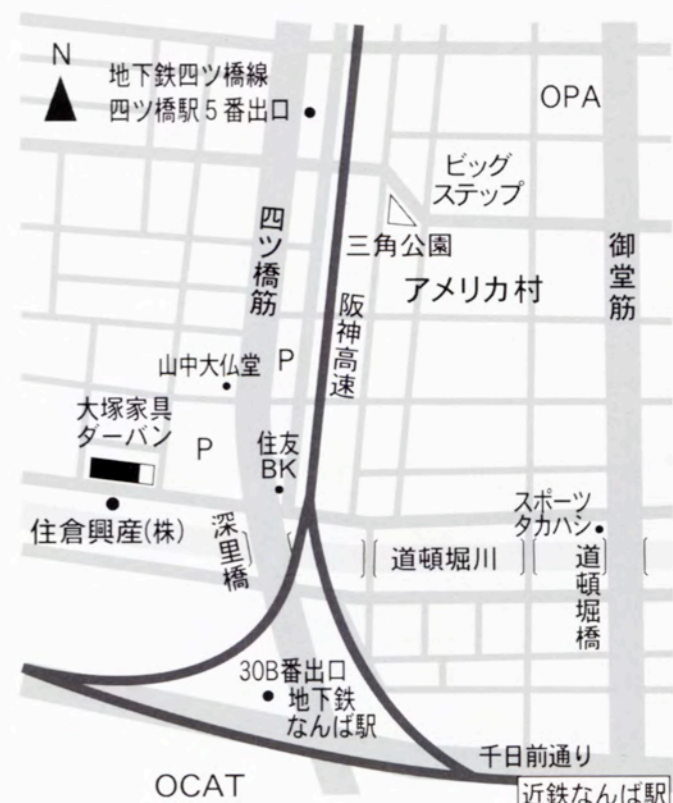 N
地下鉄四ツ橋線
四ツ橋駅5番出口
OPA
ビッグ
ステップ
四ツ橋筋
三角公園
御堂筋
アメリカ村
阪神高速
山中大仏堂
P
大塚家具
ダーバン
P
住友
BK
スポーツ
タカハシ
住倉興産(株)
深里橋
道頓堀川
道頓堀橋
30B番出口
地下鉄
なんば駅
千日前通り
OCAT
近鉄なんば駅